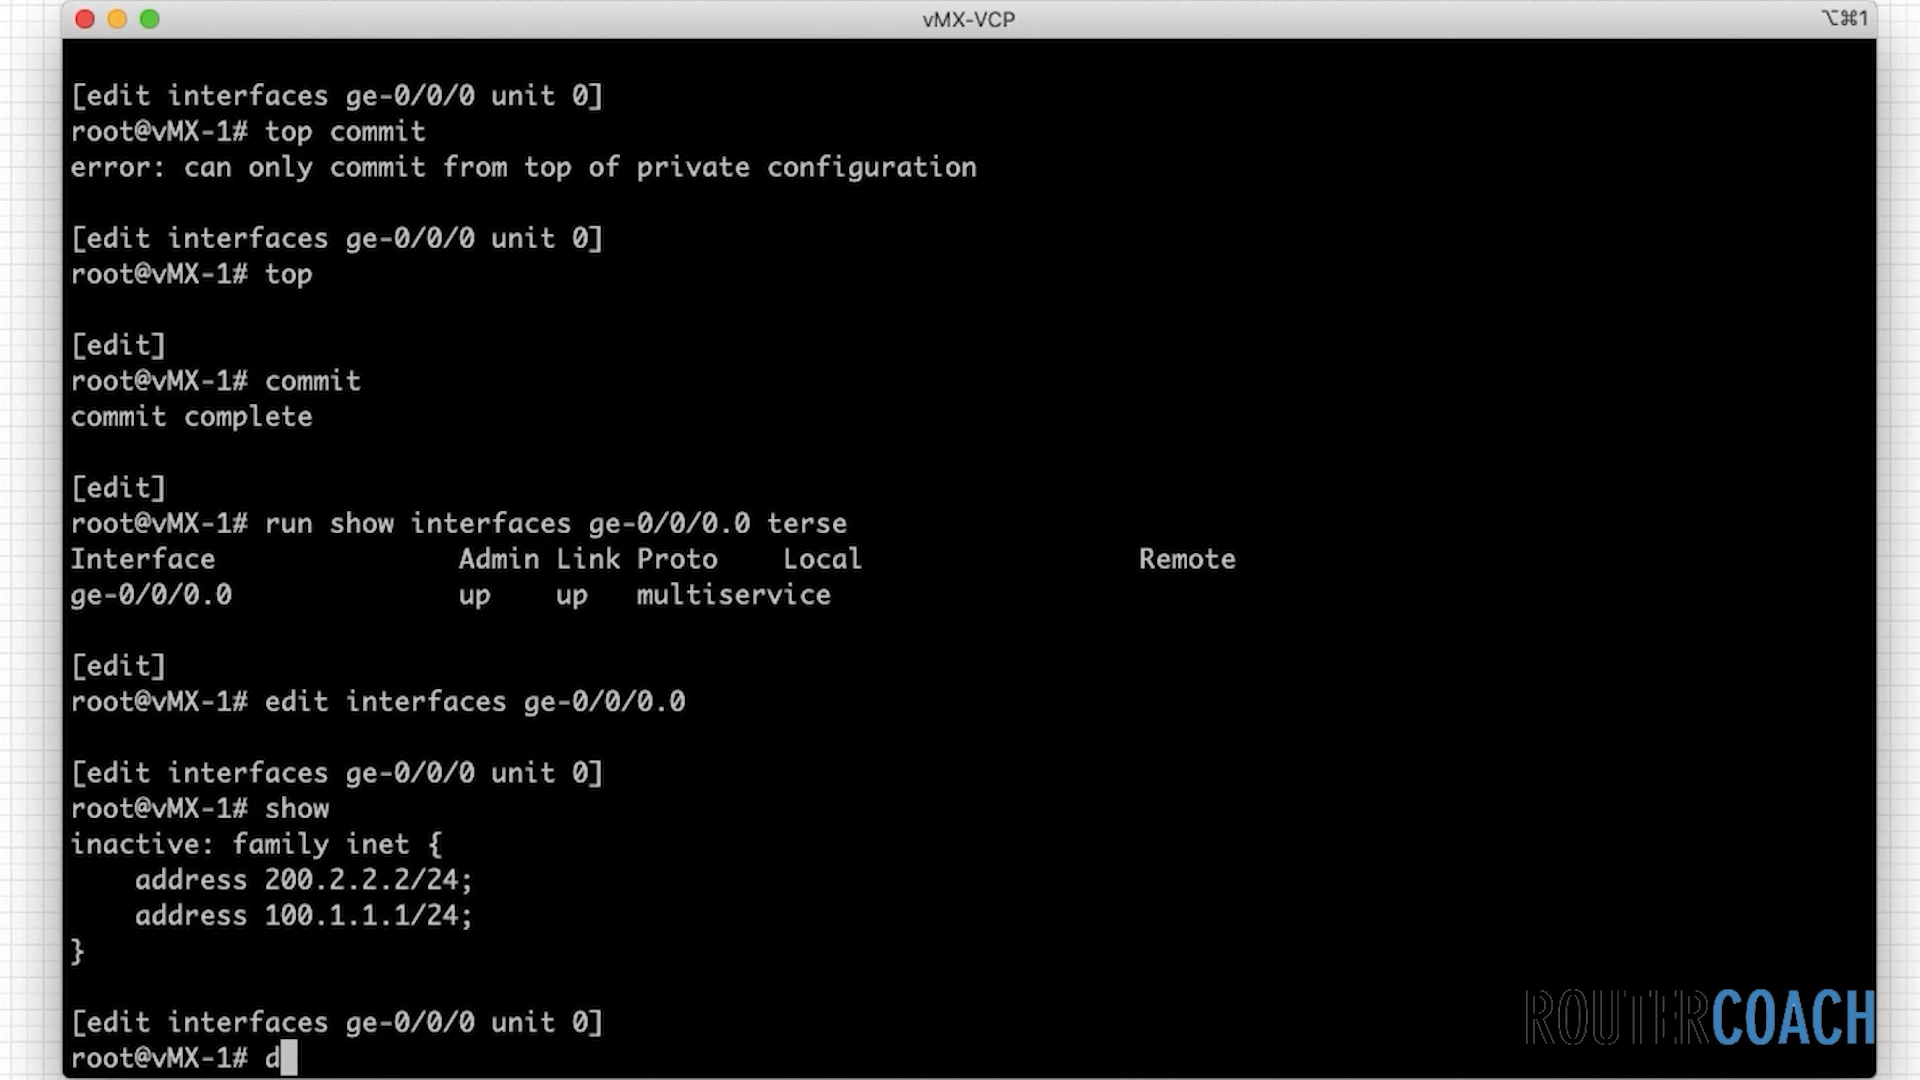 vMX-VCP
⌥⌘1
[edit interfaces ge-0/0/0 unit 0]
root@vMX-1# top commit
error: can only commit from top of private configuration
[edit interfaces ge-0/0/0 unit 0]
root@vMX-1# top
[edit]
root@vMX-1# commit
commit complete
[edit]
root@vMX-1# run show interfaces ge-0/0/0.0 terse
Interface               Admin Link Proto    Local                 Remote
ge-0/0/0.0              up    up   multiservice
[edit]
root@vMX-1# edit interfaces ge-0/0/0.0
[edit interfaces ge-0/0/0 unit 0]
root@vMX-1# show
inactive: family inet {
    address 200.2.2.2/24;
    address 100.1.1.1/24;
}
[edit interfaces ge-0/0/0 unit 0]
root@vMX-1# d
ROUTERCOACH